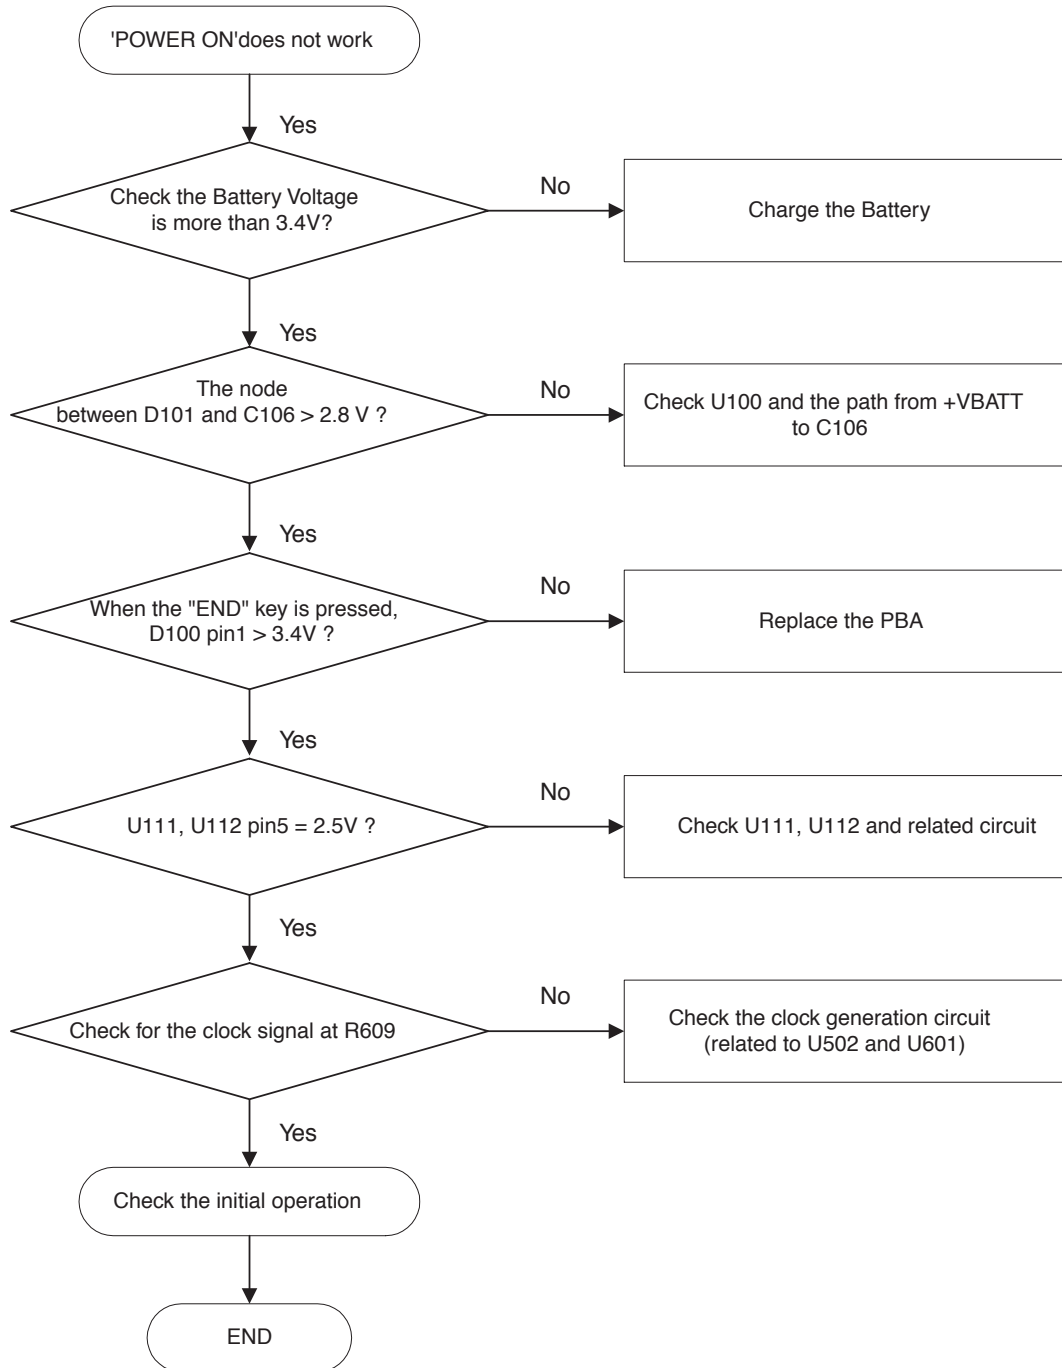 'POWER ON'does not work
Yes
Check the Battery Voltage
is more than 3.4V?
No
Charge the Battery
Yes
The node
between D101 and C106 > 2.8 V ?
No
Check U100 and the path from +VBATT
to C106
Yes
When the "END" key is pressed,
D100 pin1 > 3.4V ?
No
Replace the PBA
Yes
U111, U112 pin5 = 2.5V ?
No
Check U111, U112 and related circuit
Yes
Check for the clock signal at R609
No
Check the clock generation circuit
(related to U502 and U601)
Yes
Check the initial operation
END